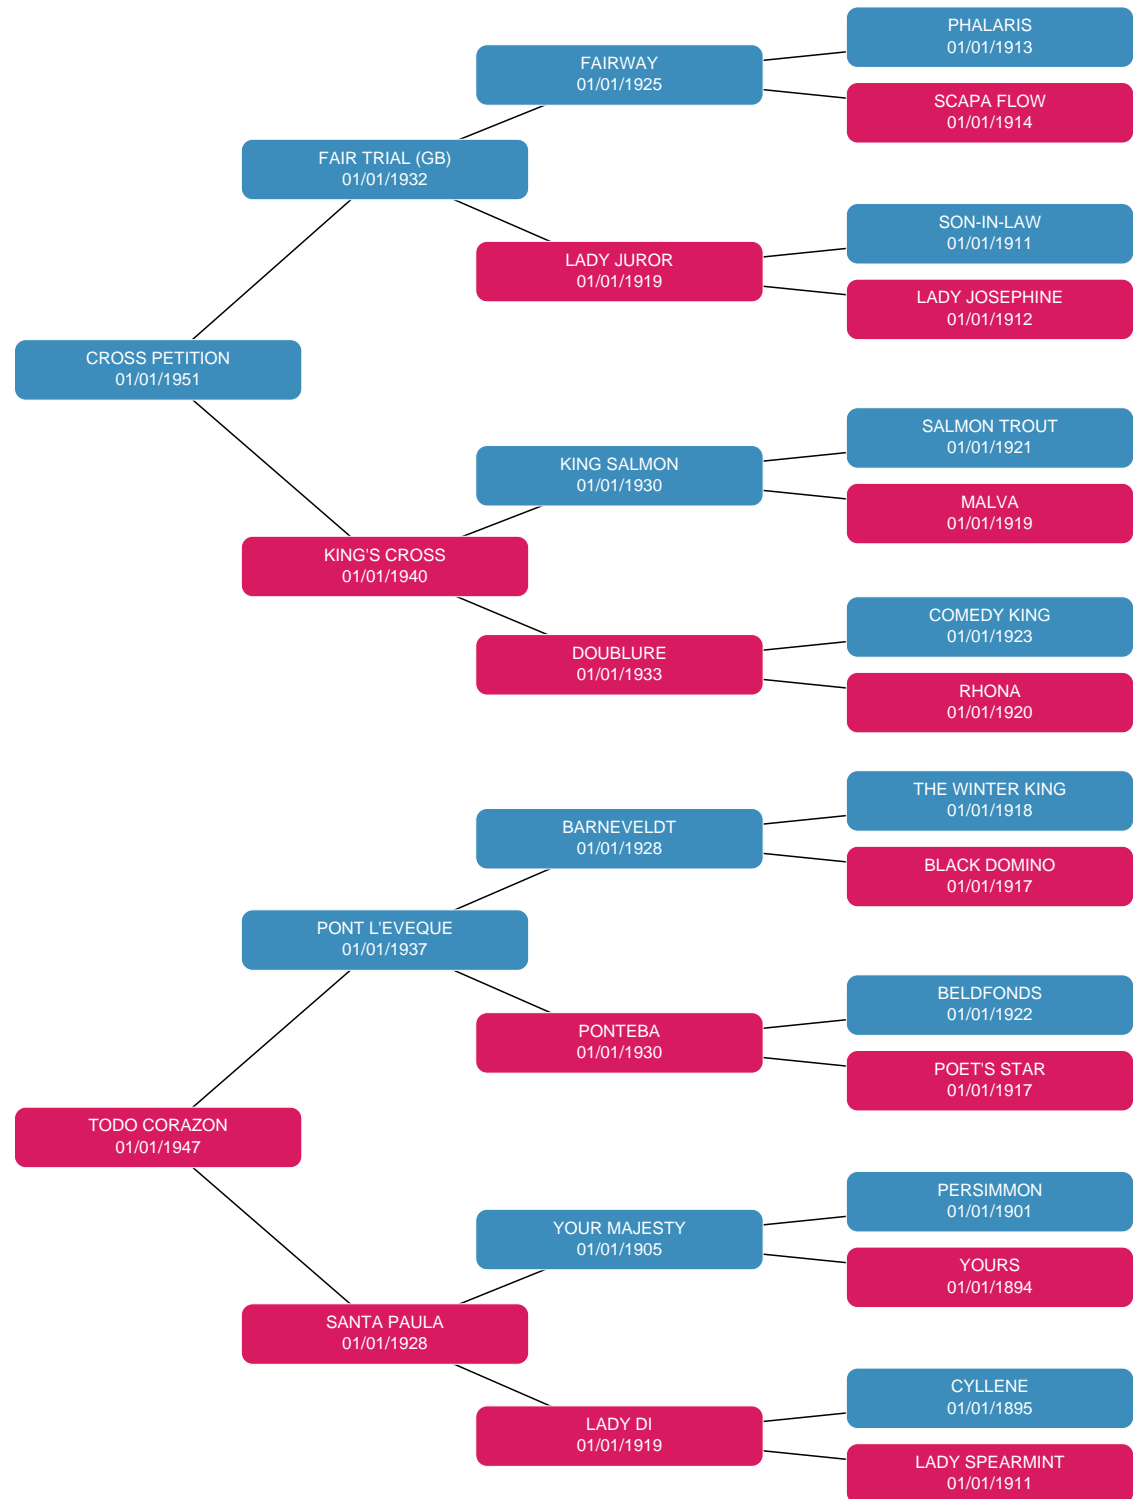 PHALARIS
01/01/1913
FAIRWAY
01/01/1925
SCAPA FLOW
01/01/1914
FAIR TRIAL (GB)
01/01/1932
SON-IN-LAW
01/01/1911
LADY JUROR
01/01/1919
LADY JOSEPHINE
01/01/1912
CROSS PETITION
01/01/1951
SALMON TROUT
01/01/1921
KING SALMON
01/01/1930
MALVA
01/01/1919
KING'S CROSS
01/01/1940
COMEDY KING
01/01/1923
DOUBLURE
01/01/1933
RHONA
01/01/1920
THE WINTER KING
01/01/1918
BARNEVELDT
01/01/1928
BLACK DOMINO
01/01/1917
PONT L'EVEQUE
01/01/1937
BELDFONDS
01/01/1922
PONTEBA
01/01/1930
POET'S STAR
01/01/1917
TODO CORAZON
01/01/1947
PERSIMMON
01/01/1901
YOUR MAJESTY
01/01/1905
YOURS
01/01/1894
SANTA PAULA
01/01/1928
CYLLENE
01/01/1895
LADY DI
01/01/1919
LADY SPEARMINT
01/01/1911